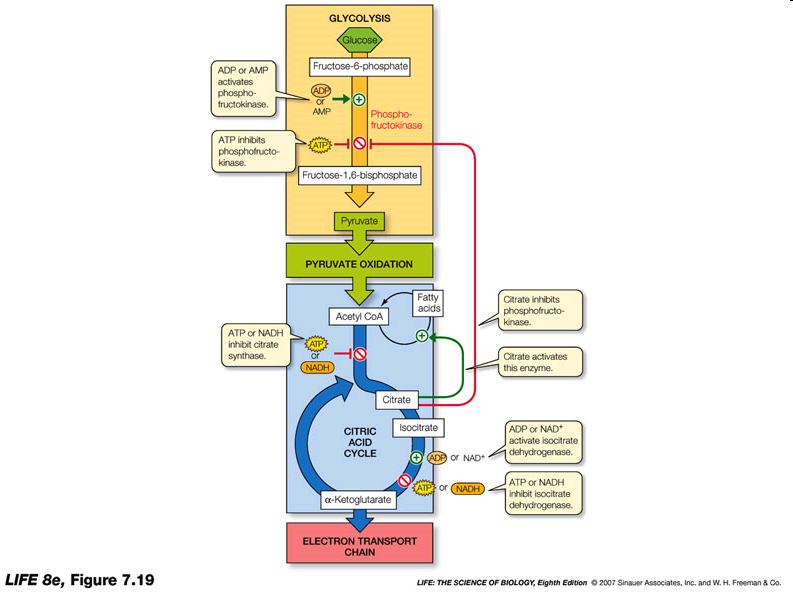 GLYCOLYSIS
Glucose
Fructose-6-phosphate
ADP or AMP
activates
phospho-
fructokinase.
ADP
or
AMP
Phospho-
fructokinase
ATP inhibits
phosphofructo-
kinase.
ATP
Fructose-1,6-bisphosphate
Pyruvate
PYRUVATE OXIDATION
Fatty
acids
Acetyl CoA
Citrate inhibits
phosphofructo-
kinase.
ATP or NADH
inhibit citrate
synthase.
ATP
or
NADH
Citrate activates
this enzyme.
Citrate
Isocitrate
CITRIC
ACID
CYCLE
ADP or NAD+
ADP or NAD+
activate isocitrate
dehydrogenase.
ATP or NADH
ATP or NADH
inhibit isocitrate
dehydrogenase.
α-Ketoglutarate
ELECTRON TRANSPORT
CHAIN
LIFE 8e, Figure 7.19
LIFE: THE SCIENCE OF BIOLOGY, Eighth Edition © 2007 Sinauer Associates, Inc. and W. H. Freeman & Co.